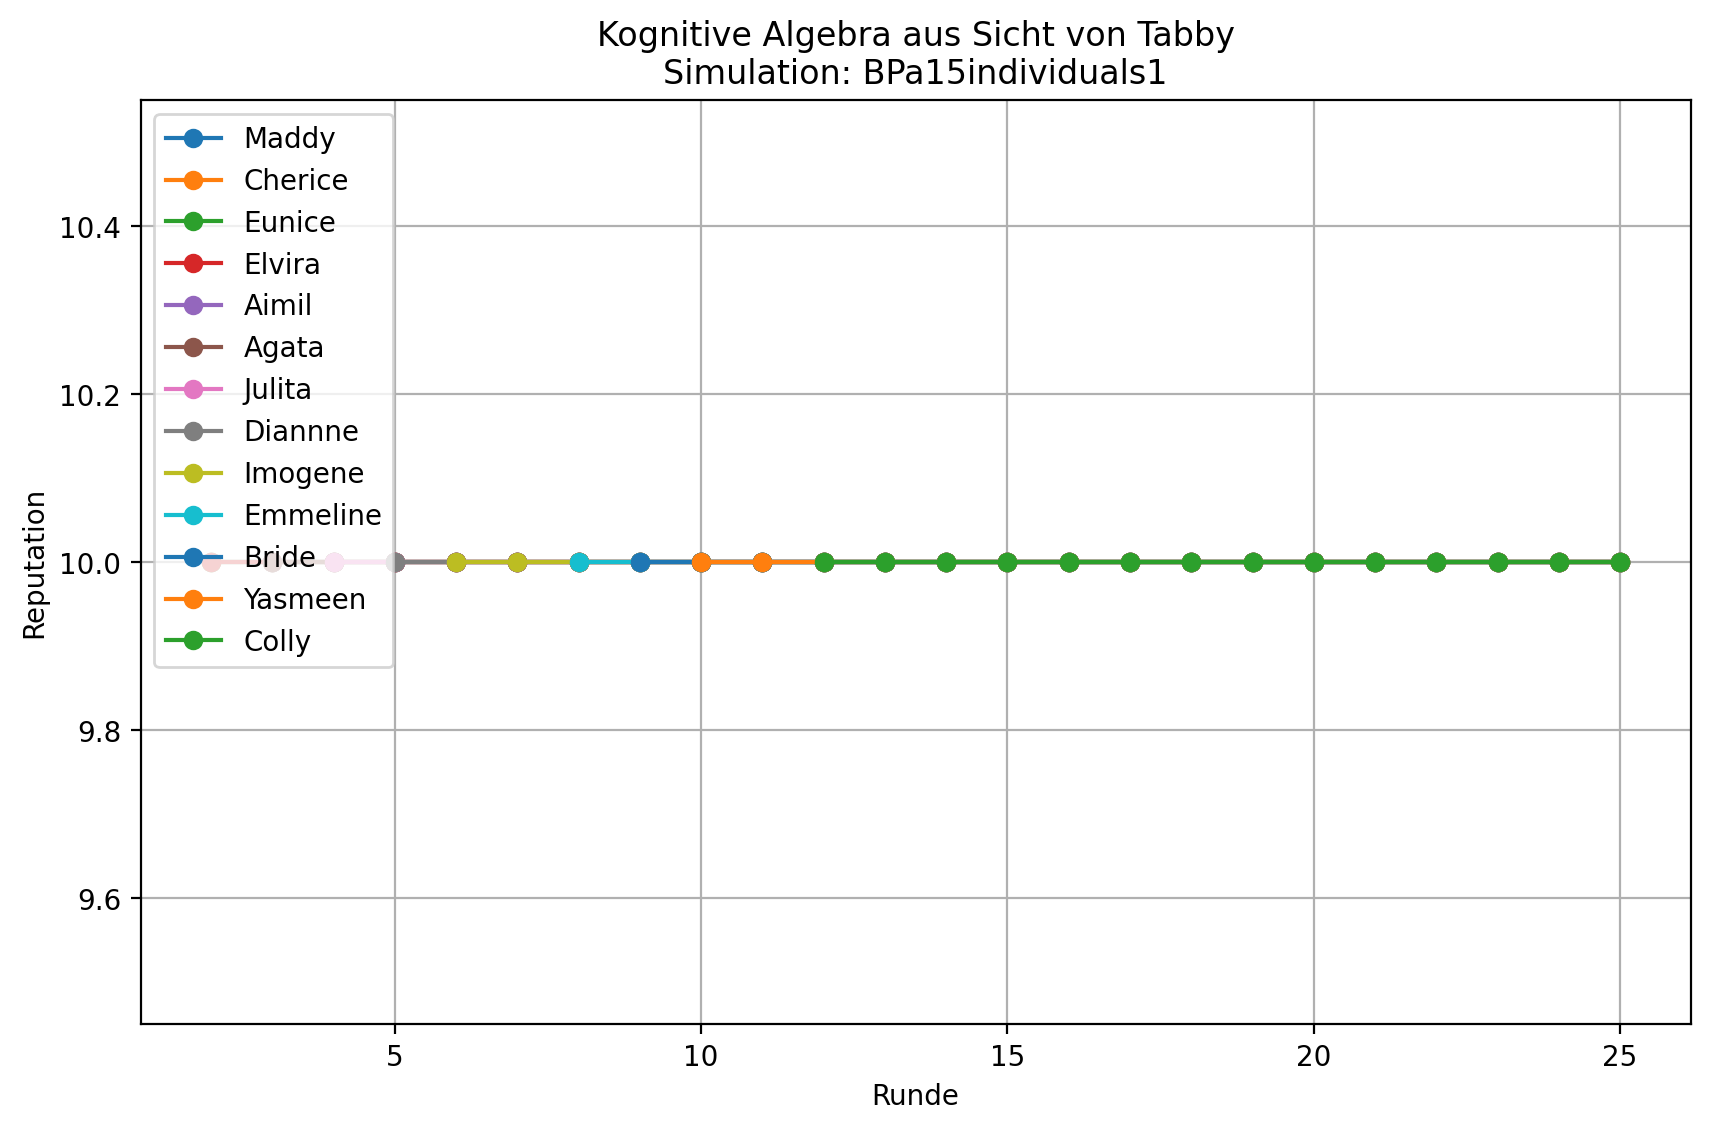 Kognitive Algebra aus Sicht von Tabby
Simulation: BPa15individuals1
Maddy
Cherice
Eunice
Elvira
Aimil
Agata
Julita
Diannne
Imogene
Emmeline
Bride
Yasmeen
Colly
Reputation
10.4
10.2
10.0
9.8
9.6
5
10
15
20
25
Runde